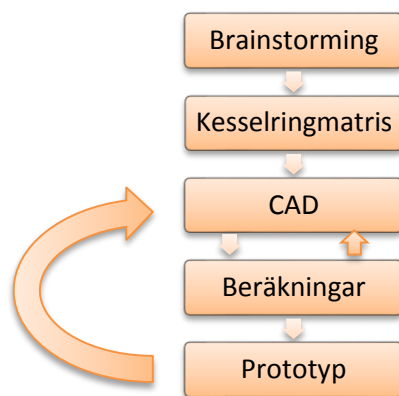 Brainstorming
Kesselringmatris
CAD
Beräkningar
Prototyp